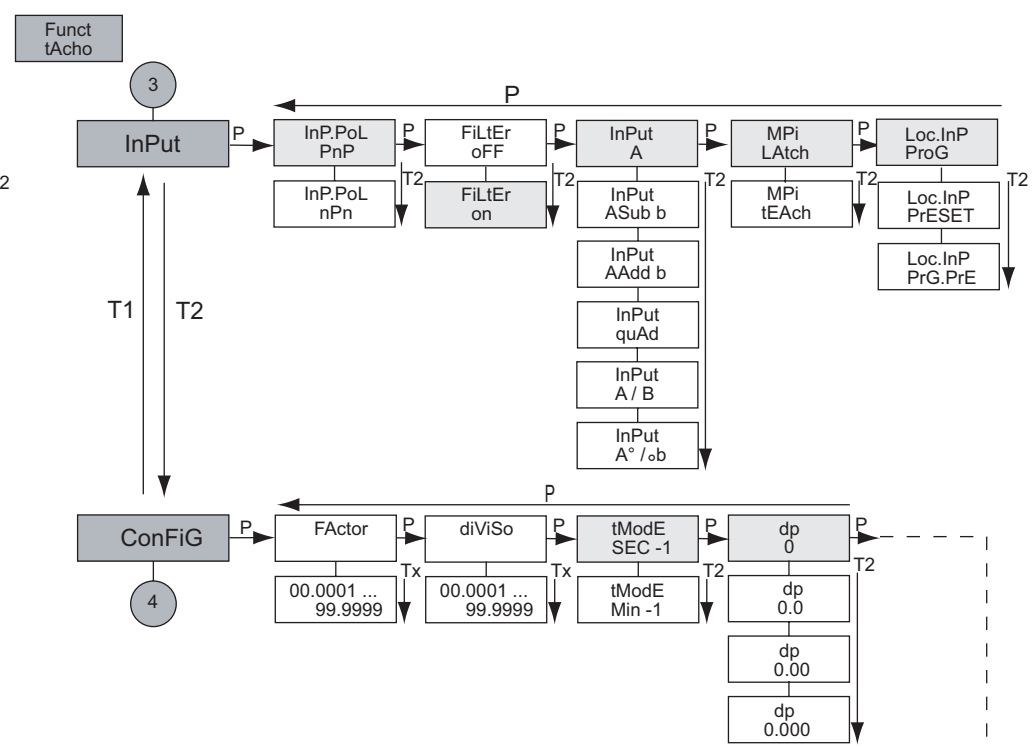 Funct
tAcho
3
P
InPut
P
InP.PoL
PnP
P
FiLtEr
oFF
P
InPut
A
P
MPi
LAtch
P
Loc.InP
ProG
2
InP.PoL
nPn
T2
FiLtEr
on
T2
InPut
ASub b
T2
MPi
tEAch
T2
Loc.InP
PrESET
T2
InPut
AAdd b
Loc.InP
PrG.PrE
T1
T2
InPut
quAd
InPut
A / B
InPut
A° /∘b
P
ConFiG
P
FActor
P
diViSo
P
tModE
SEC -1
P
dp
0
P
00.0001 ...
99.9999
Tx
00.0001 ...
99.9999
Tx
tModE
Min -1
T2
dp
0.0
T2
4
dp
0.00
dp
0.000